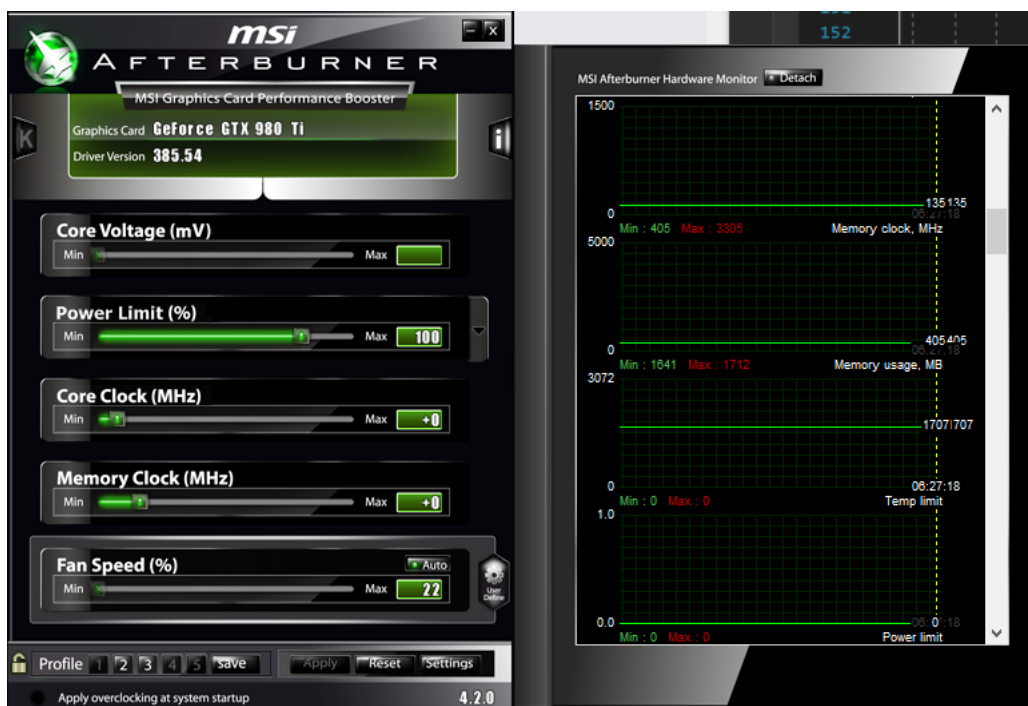 msi
AFTERBURNER
MSI Graphics Card Performance Booster
K
i
Graphics Card GeForce GTX 980 Ti
Driver Version 385.54
Core Voltage (mV)
Min Max
Power Limit (%)
Min Max 100
Core Clock (MHz)
Min Max +0
Memory Clock (MHz)
Min Max +0
Fan Speed (%) Auto
Min Max 22
User Define
Profile 1 2 3 4 5 Save Apply Reset Settings
Apply overclocking at system startup 4.2.0
152
MSI Afterburner Hardware Monitor Detach
1500
135 135
0 06:27:18
Min : 405 Max : 3305 Memory clock, MHz
5000
405 405
0 06:27:18
Min : 1641 Max : 1712 Memory usage, MB
3072
1707 1707
0 06:27:18
Min : 0 Max : 0 Temp limit
1.0
0.0 0
Min : 0 Max : 0 Power limit